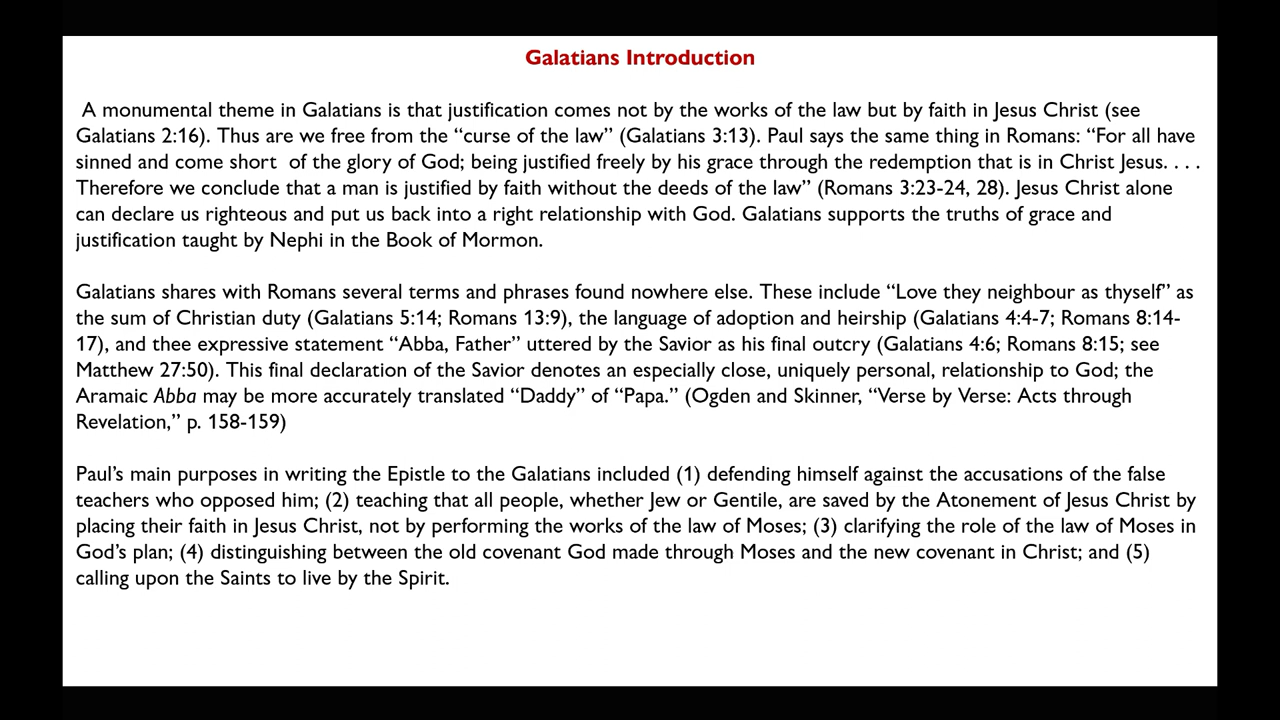 Galatians Introduction
A monumental theme in Galatians is that justification comes not by the works of the law but by faith in Jesus Christ (see
Galatians 2:16). Thus are we free from the “curse of the law” (Galatians 3:13). Paul says the same thing in Romans: “For all have
sinned and come short of the glory of God; being justified freely by his grace through the redemption that is in Christ Jesus. . . .
Therefore we conclude that a man is justified by faith without the deeds of the law” (Romans 3:23-24, 28). Jesus Christ alone
can declare us righteous and put us back into a right relationship with God. Galatians supports the truths of grace and
justification taught by Nephi in the Book of Mormon.
Galatians shares with Romans several terms and phrases found nowhere else. These include “Love they neighbour as thyself” as
the sum of Christian duty (Galatians 5:14; Romans 13:9), the language of adoption and heirship (Galatians 4:4-7; Romans 8:14-
17), and thee expressive statement “Abba, Father” uttered by the Savior as his final outcry (Galatians 4:6; Romans 8:15; see
Matthew 27:50). This final declaration of the Savior denotes an especially close, uniquely personal, relationship to God; the
Aramaic Abba may be more accurately translated “Daddy” of “Papa.” (Ogden and Skinner, “Verse by Verse: Acts through
Revelation,” p. 158-159)
Paul’s main purposes in writing the Epistle to the Galatians included (1) defending himself against the accusations of the false
teachers who opposed him; (2) teaching that all people, whether Jew or Gentile, are saved by the Atonement of Jesus Christ by
placing their faith in Jesus Christ, not by performing the works of the law of Moses; (3) clarifying the role of the law of Moses in
God’s plan; (4) distinguishing between the old covenant God made through Moses and the new covenant in Christ; and (5)
calling upon the Saints to live by the Spirit.